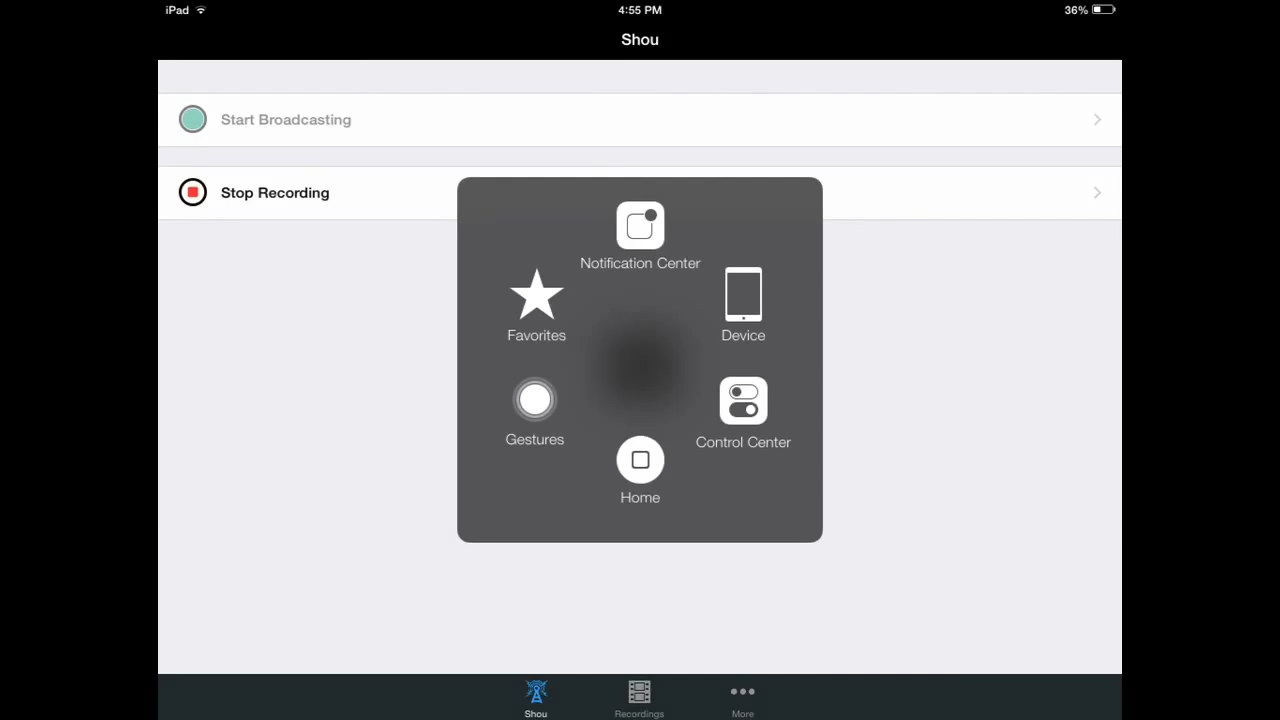 iPad
4:55 PM
36%
Shou
Start Broadcasting
Stop Recording
Notification Center
Favorites
Device
Gestures
Control Center
Home
Shou
Recordings
More